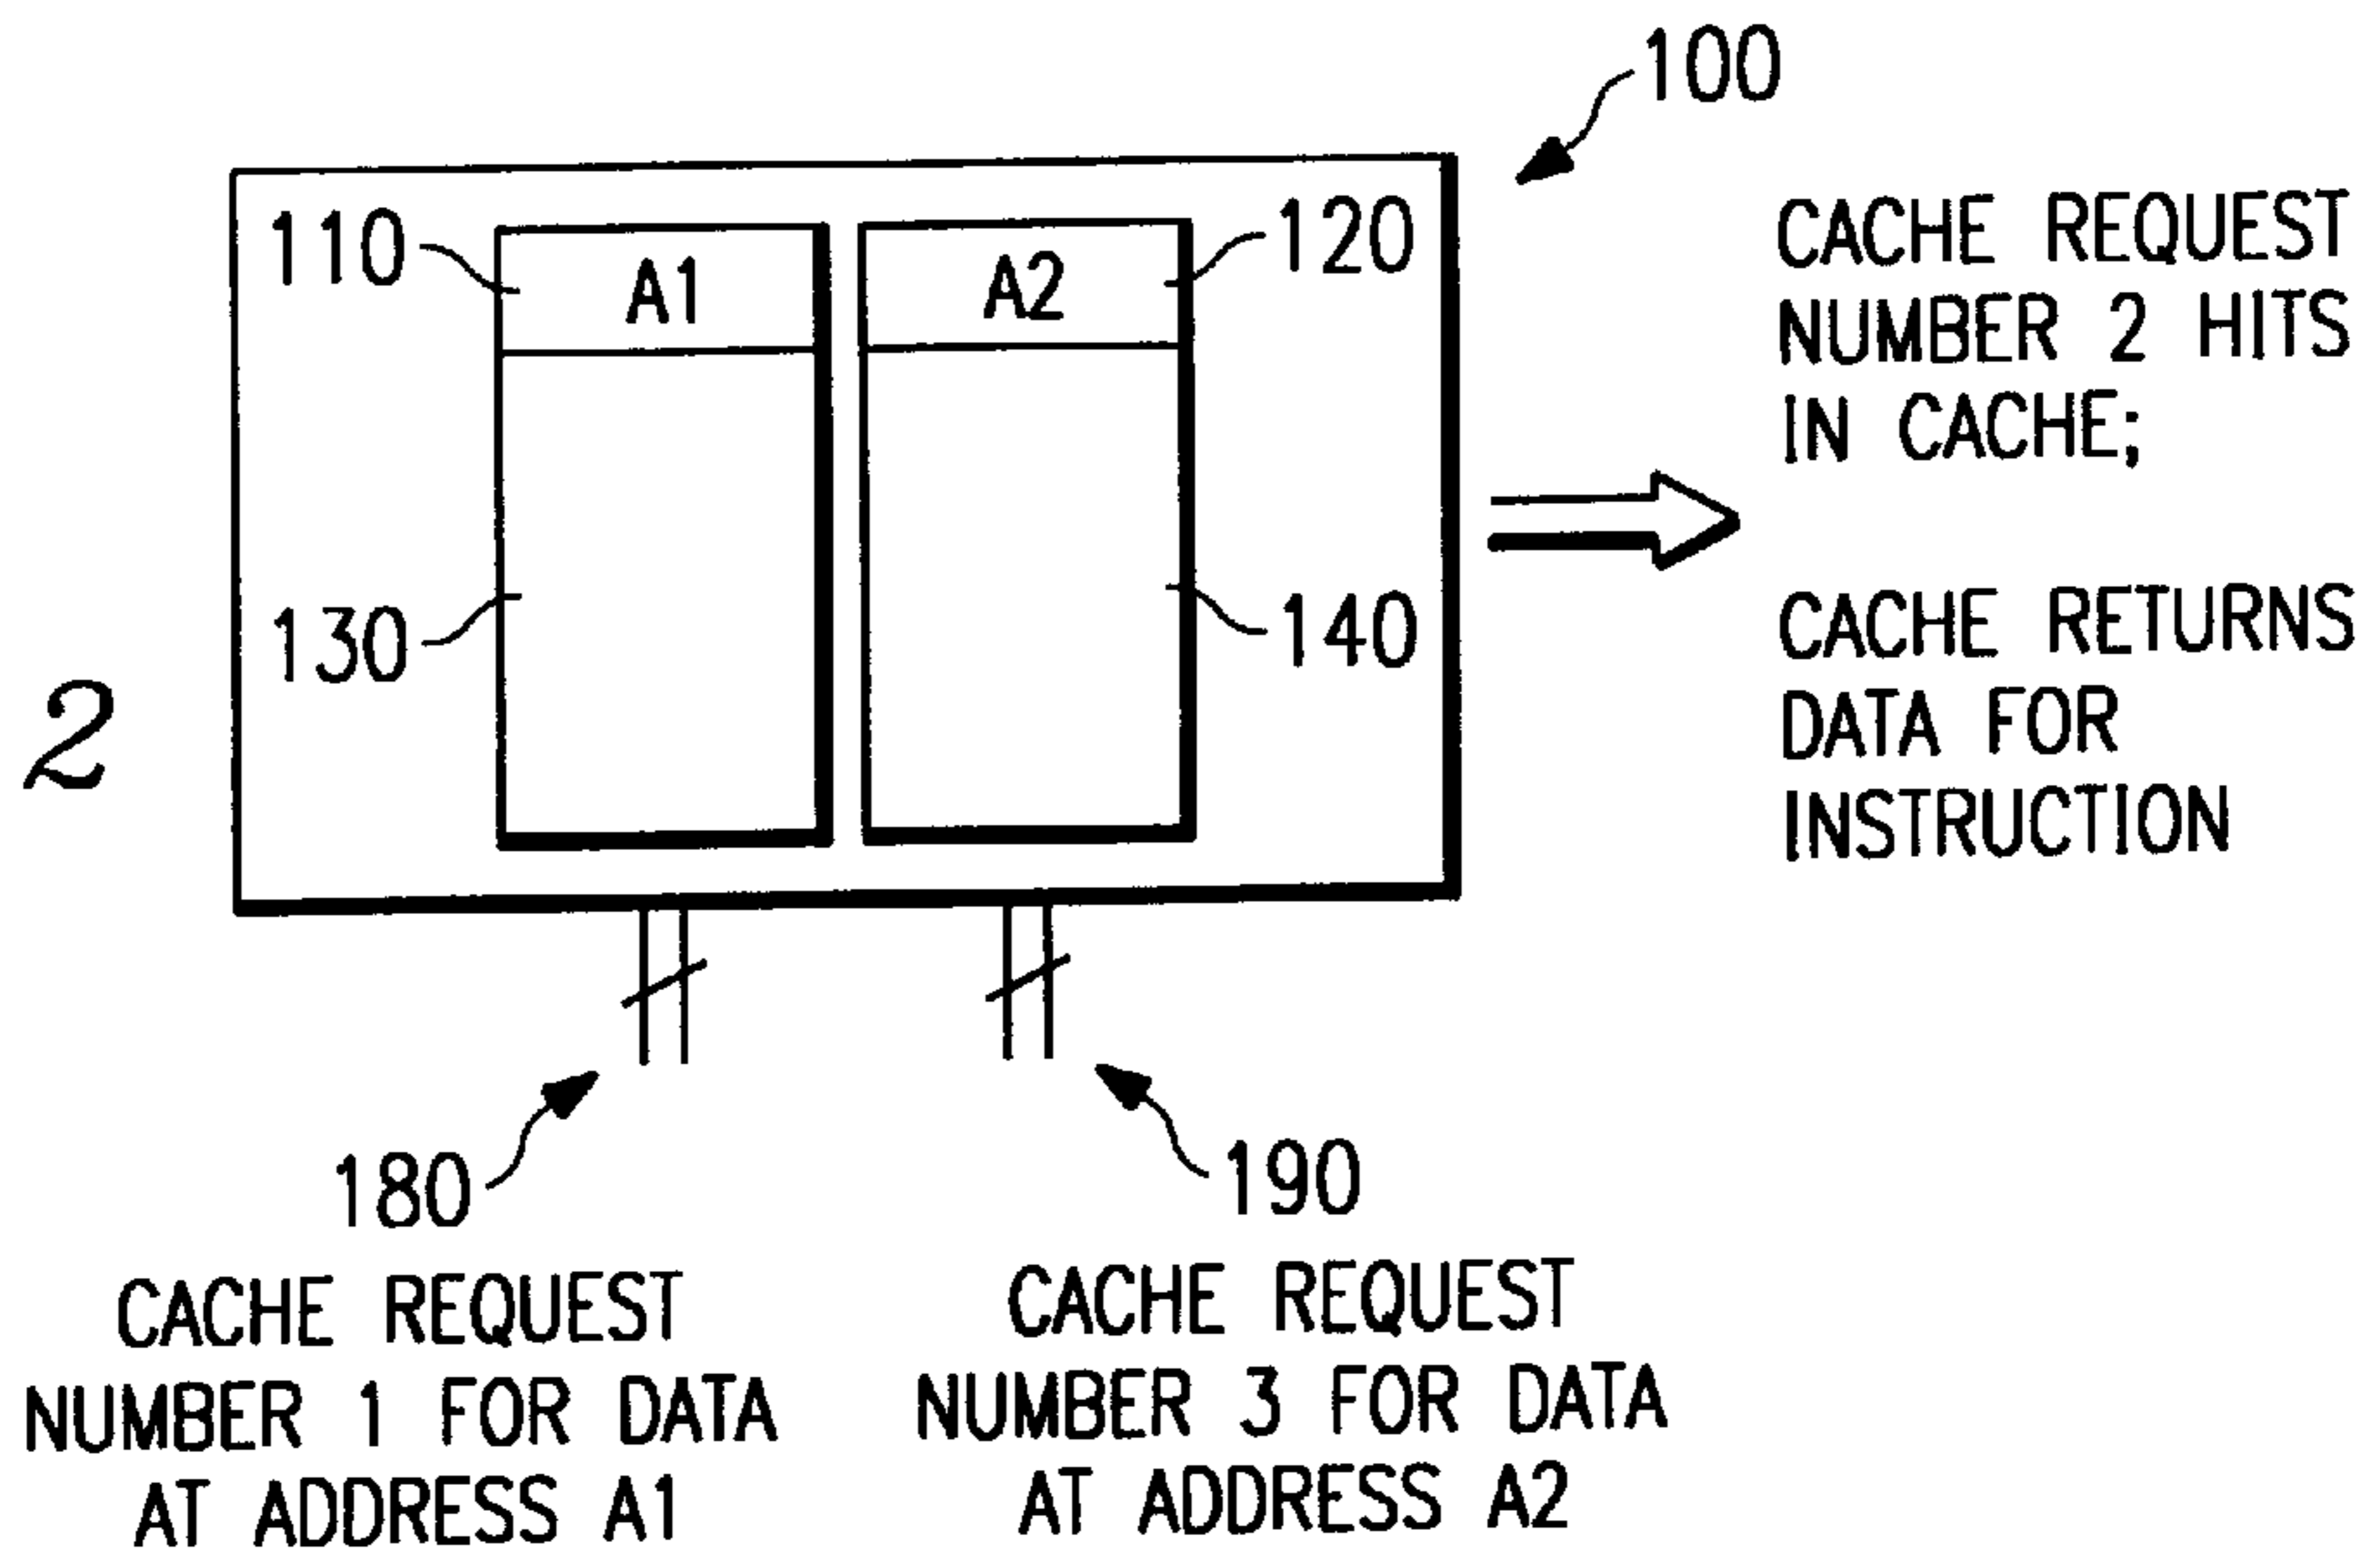 100
110
A1
A2
120
CACHE REQUEST
NUMBER 2 HITS
IN CACHE;
130
140
CACHE RETURNS
DATA FOR
INSTRUCTION
2
180
190
CACHE REQUEST
NUMBER 1 FOR DATA
AT ADDRESS A1
CACHE REQUEST
NUMBER 3 FOR DATA
AT ADDRESS A2